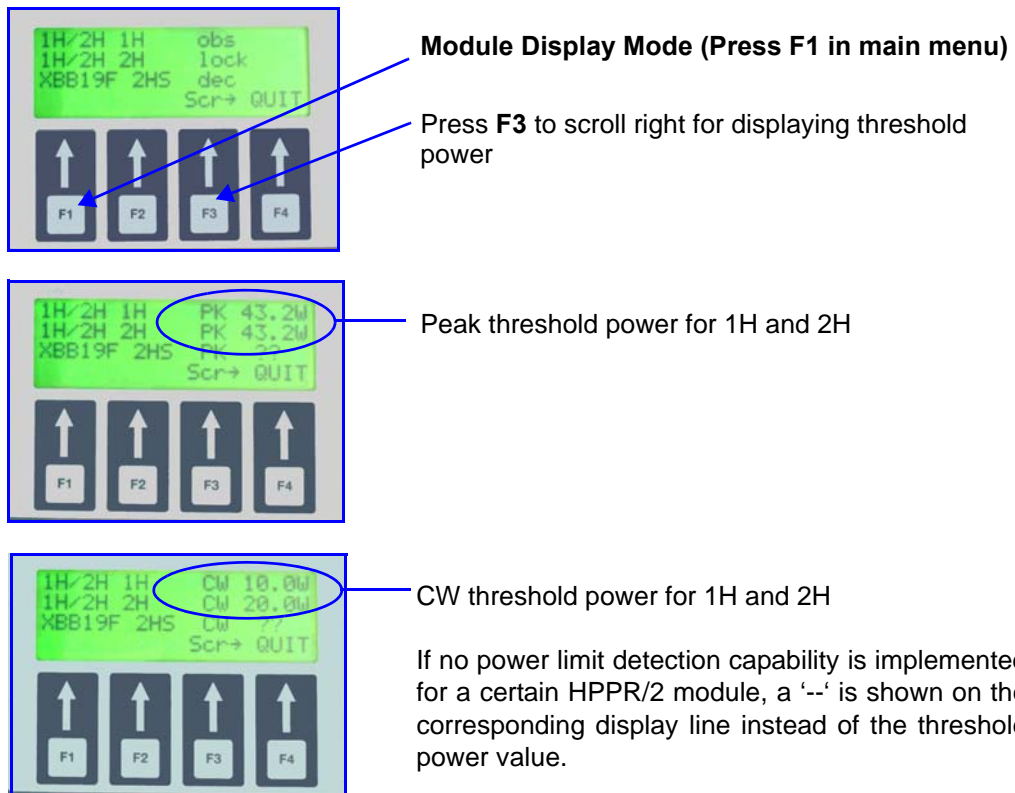 1H/2H 1H obs
1H/2H 2H lock
XBB19F 2HS dec
Scr→ QUIT
F1 F2 F3 F4
Module Display Mode (Press F1 in main menu)
Press F3 to scroll right for displaying threshold
power
1H/2H 1H PK 43.2W
1H/2H 2H PK 43.2W
XBB19F 2HS PK ??
Scr→ QUIT
F1 F2 F3 F4
Peak threshold power for 1H and 2H
1H/2H 1H CW 10.0W
1H/2H 2H CW 20.0W
XBB19F 2HS CW ??
Scr→ QUIT
F1 F2 F3 F4
CW threshold power for 1H and 2H
If no power limit detection capability is implemented
for a certain HPPR/2 module, a ‘--‘ is shown on the
corresponding display line instead of the threshold
power value.